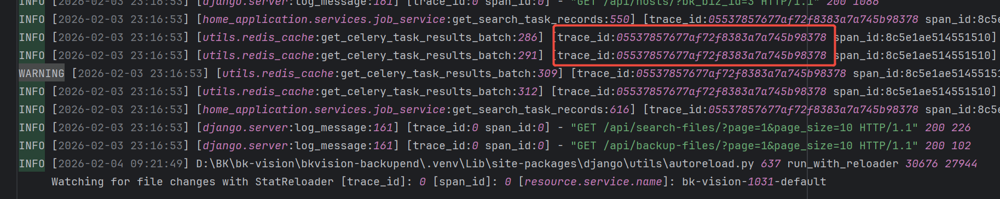 INFO [2026-02-03 23:16:53] [django.server:log_message:161] [trace_id:0 span_id:0] - "GET /api/hosts/?bk_biz_id=3 HTTP/1.1" 200 1086
INFO [2026-02-03 23:16:53] [home_application.services.job_service:get_search_task_records:550] [trace_id:05537857677af72f8383a7a745b98378 span_id:8c5e
INFO [2026-02-03 23:16:53] [utils.redis_cache:get_celery_task_results_batch:286] [trace_id:05537857677af72f8383a7a745b98378 span_id:8c5e1ae514551510]
INFO [2026-02-03 23:16:53] [utils.redis_cache:get_celery_task_results_batch:291] [trace_id:05537857677af72f8383a7a745b98378 span_id:8c5e1ae514551510]
WARNING [2026-02-03 23:16:53] [utils.redis_cache:get_celery_task_results_batch:309] [trace_id:05537857677af72f8383a7a745b98378 span_id:8c5e1ae51455151
INFO [2026-02-03 23:16:53] [utils.redis_cache:get_celery_task_results_batch:312] [trace_id:05537857677af72f8383a7a745b98378 span_id:8c5e1ae514551510]
INFO [2026-02-03 23:16:53] [home_application.services.job_service:get_search_task_records:616] [trace_id:05537857677af72f8383a7a745b98378 span_id:8c5e
INFO [2026-02-03 23:16:53] [django.server:log_message:161] [trace_id:0 span_id:0] - "GET /api/search-files/?page=1&page_size=10 HTTP/1.1" 200 226
INFO [2026-02-03 23:16:53] [django.server:log_message:161] [trace_id:0 span_id:0] - "GET /api/backup-files/?page=1&page_size=10 HTTP/1.1" 200 102
INFO [2026-02-04 09:21:49] D:\BK\bk-vision\bkvision-backupend\.venv\Lib\site-packages\django\utils\autoreload.py 637 run_with_reloader 30676 27944
Watching for file changes with StatReloader [trace_id]: 0 [span_id]: 0 [resource.service.name]: bk-vision-1031-default